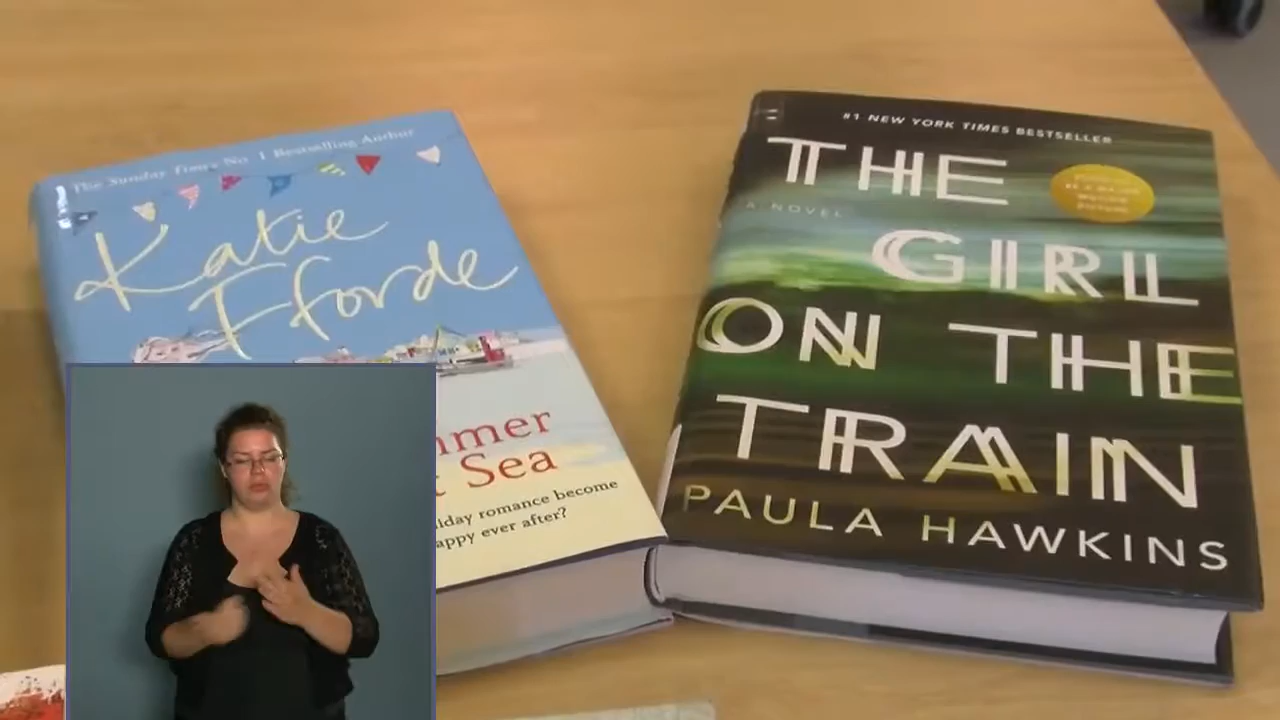 The Sunday Times No. 1 Bestselling Author
Katie
Fforde
mmer
t Sea
iday romance become
appy ever after?
#1 NEW YORK TIMES BESTSELLER
THE
A NOVEL
GIRL
ON THE
TRAIN
PAULA HAWKINS